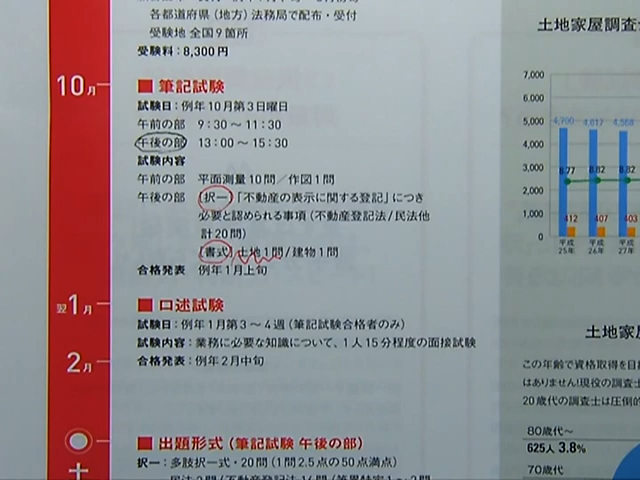 各都道府県（地方）法務局で配布・受付
受験地 全国9箇所
受験料：8,300円
10月
■ 筆記試験
試験日：例年10月第3日曜日
午前の部 9：30～11：30
午後の部 13：00～15：30
試験内容
午前の部 平面測量10問／作図1問
午後の部 [択一]「不動産の表示に関する登記」につき
必要と認められる事項（不動産登記法/民法他
計20問）
[書式] 土地1問/建物1問
合格発表 例年1月上旬
翌1月
■ 口述試験
試験日：例年1月第3～4週（筆記試験合格者のみ）
試験内容：業務に必要な知識について、1人15分程度の面接試験
2月
合格発表：例年2月中旬
■ 出題形式（筆記試験 午後の部）
択一：多肢択一式・20問（1問2.5点の50点満点）
土地家屋調査士
7,000
6,000
5,000
4,000
3,000
2,000
1,000
0
4,700
4,617
4,568
8.77
8.82
8.82
412
407
403
平成
25年
平成
26年
平成
27年
土地家屋
この年齢で資格取得を目
はありません!現役の調査士
20歳代の調査士は圧倒的
80歳代～
625人 3.8%
70歳代